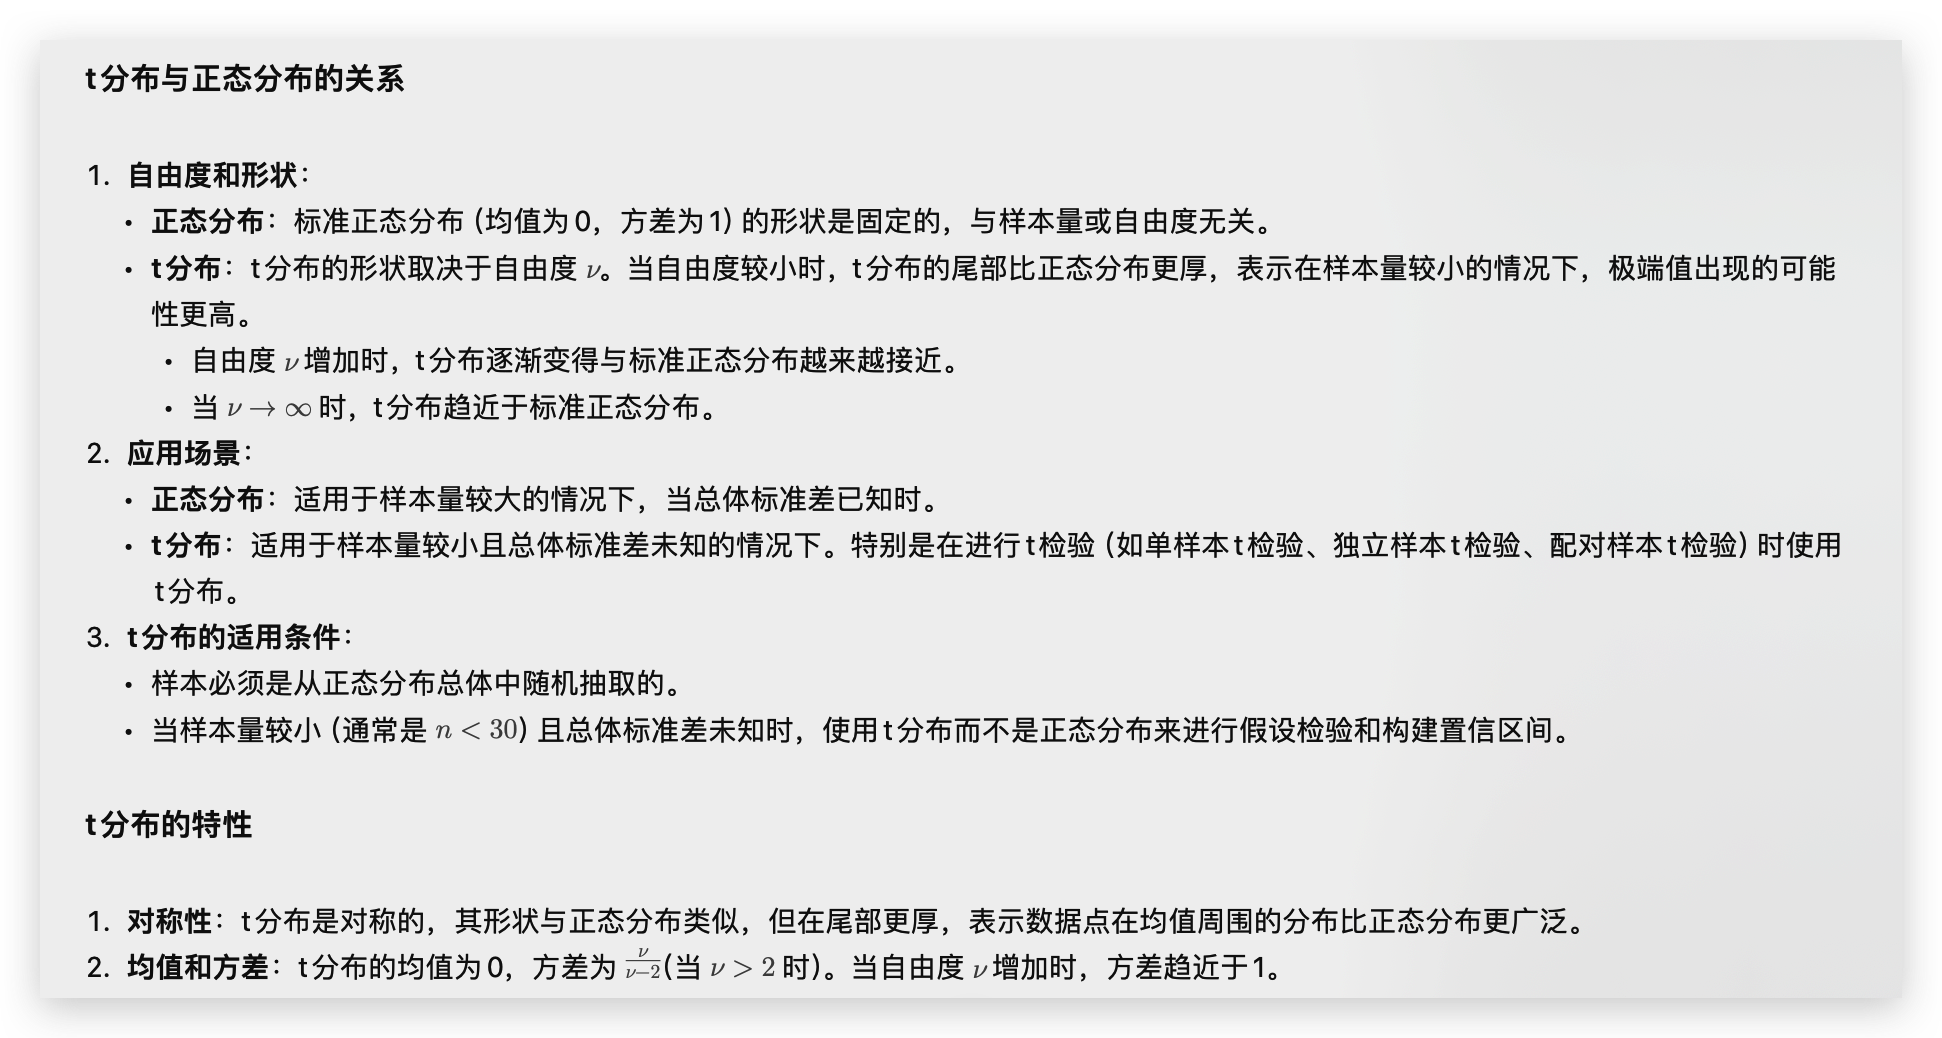 t分布与正态分布的关系
1. 自由度和形状：
• 正态分布：标准正态分布（均值为0，方差为1）的形状是固定的，与样本量或自由度无关。
• t分布：t分布的形状取决于自由度 ν。当自由度较小时，t分布的尾部比正态分布更厚，表示在样本量较小的情况下，极端值出现的可能
性更高。
• 自由度 ν 增加时，t分布逐渐变得与标准正态分布越来越接近。
• 当 ν → ∞ 时，t分布趋近于标准正态分布。
2. 应用场景：
• 正态分布：适用于样本量较大的情况下，当总体标准差已知时。
• t分布：适用于样本量较小且总体标准差未知的情况下。特别是在进行t检验（如单样本t检验、独立样本t检验、配对样本t检验）时使用
t分布。
3. t分布的适用条件：
• 样本必须是从正态分布总体中随机抽取的。
• 当样本量较小（通常是 n < 30）且总体标准差未知时，使用t分布而不是正态分布来进行假设检验和构建置信区间。
t分布的特性
1. 对称性：t分布是对称的，其形状与正态分布类似，但在尾部更厚，表示数据点在均值周围的分布比正态分布更广泛。
2. 均值和方差：t分布的均值为0，方差为 ν/(ν−2)(当 ν > 2 时)。当自由度 ν 增加时，方差趋近于1。